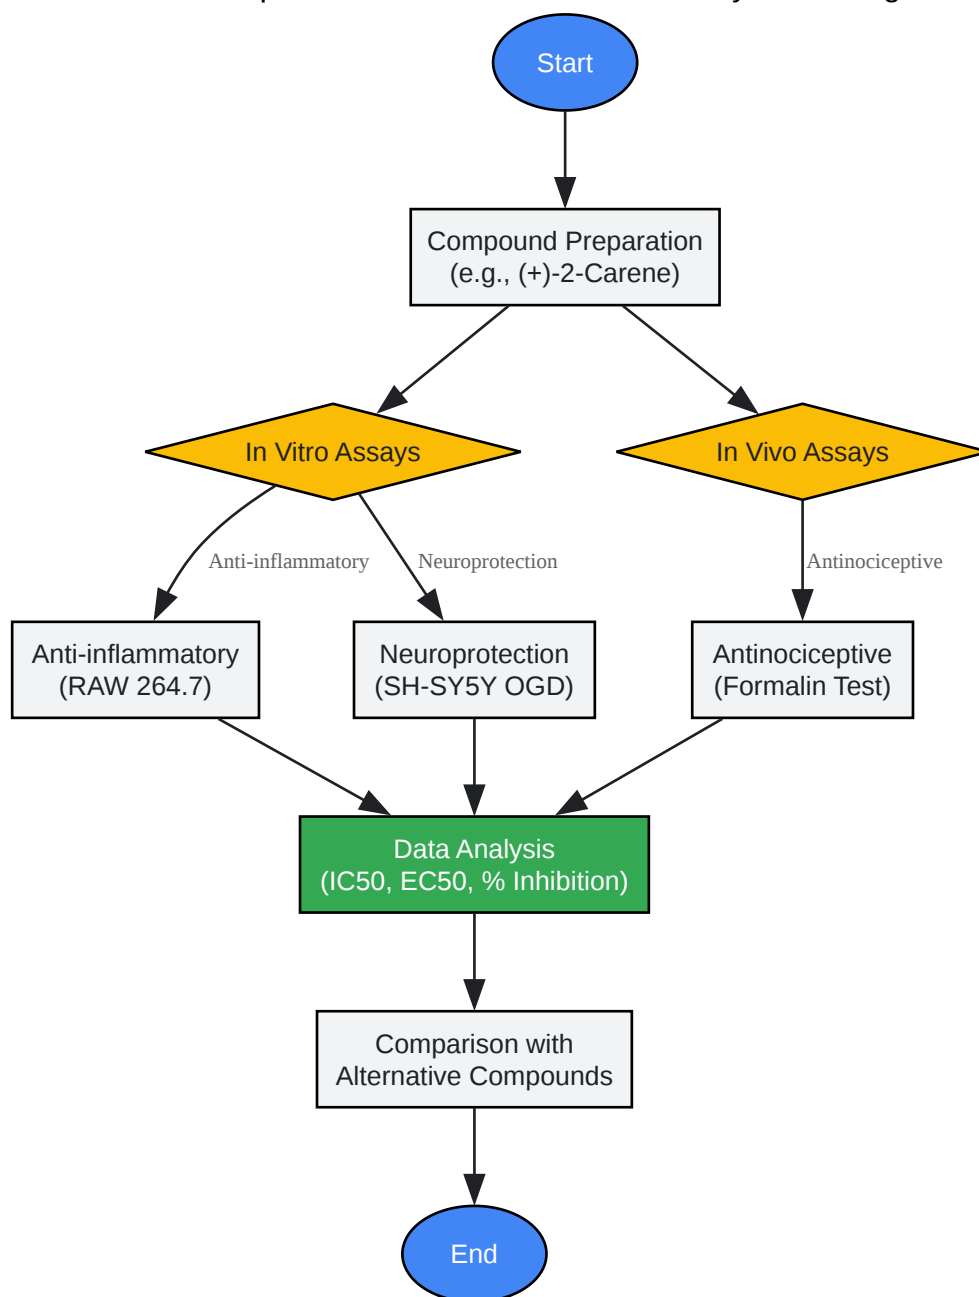 Start
Compound Preparation
(e.g., (+)-2-Carene)
In Vitro Assays
In Vivo Assays
Anti-inflammatory
Neuroprotection
Antinociceptive
Anti-inflammatory
(RAW 264.7)
Neuroprotection
(SH-SY5Y OGD)
Antinociceptive
(Formalin Test)
Data Analysis
(IC50, EC50, % Inhibition)
Comparison with
Alternative Compounds
End